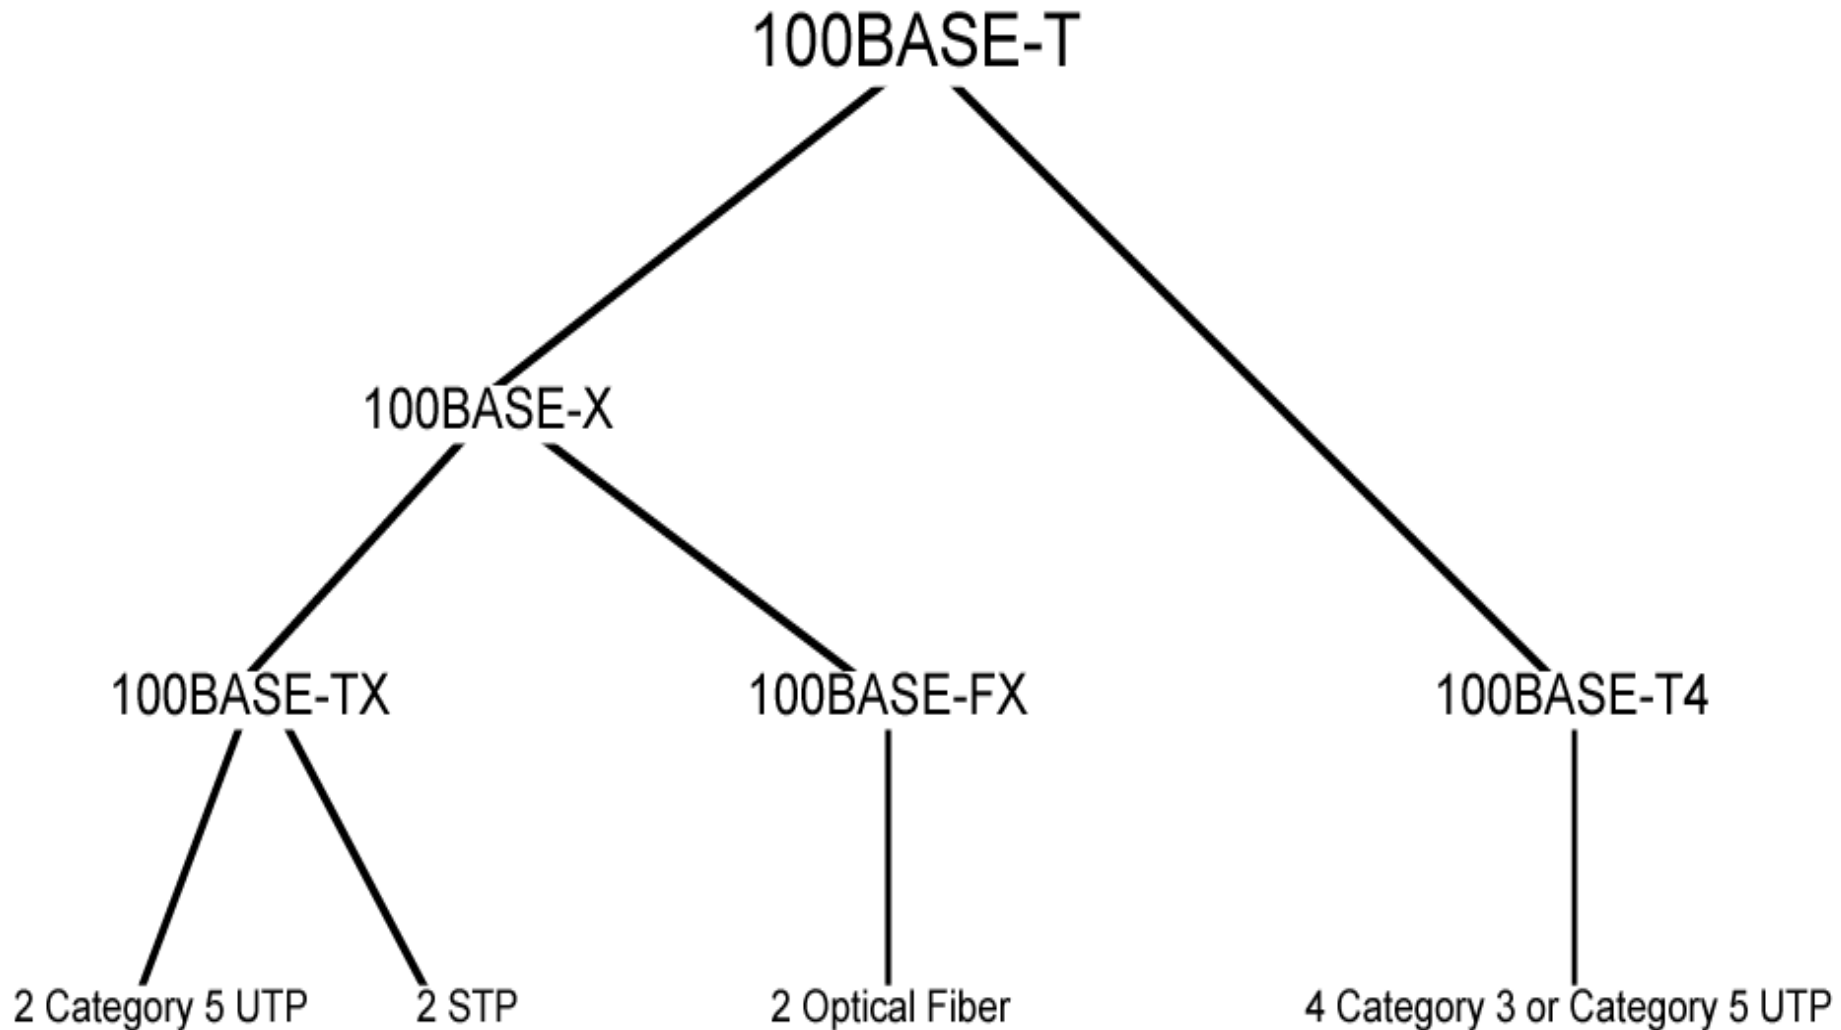 100BASE-T
100BASE-X
100BASE-TX
100BASE-FX
100BASE-T4
2 Category 5 UTP
2 STP
2 Optical Fiber
4 Category 3 or Category 5 UTP